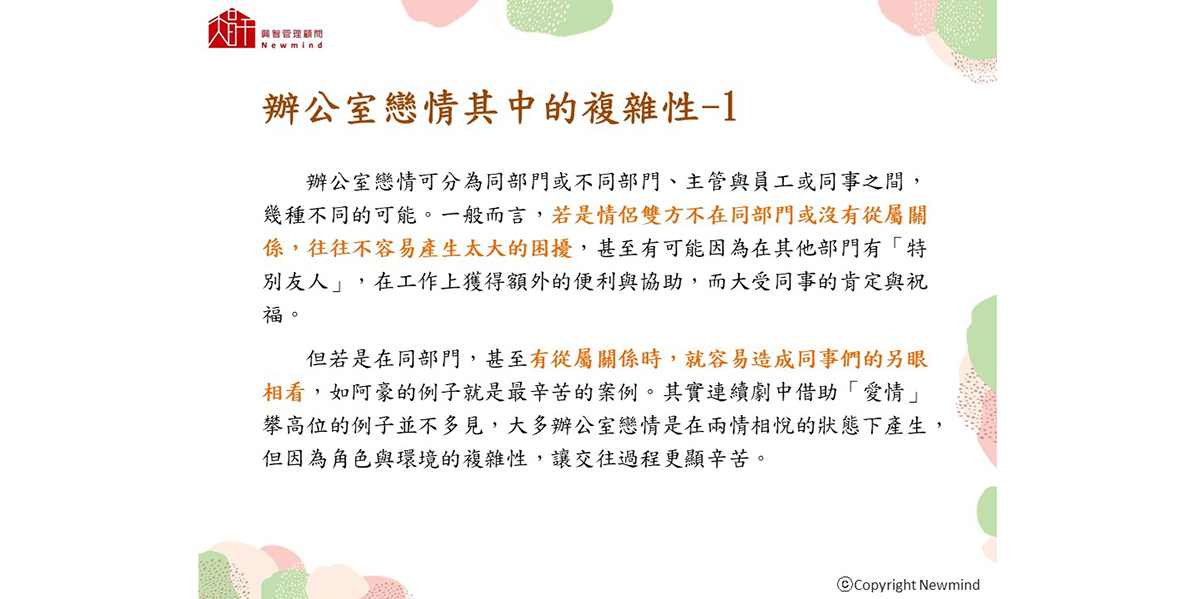 興智管理顧問
Newmind
辦公室戀情其中的複雜性-1
辦公室戀情可分為同部門或不同部門、主管與員工或同事之間，
幾種不同的可能。一般而言，若是情侶雙方不在同部門或沒有從屬關
係，往往不容易產生太大的困擾，甚至有可能因為在其他部門有「特
別友人」，在工作上獲得額外的便利與協助，而大受同事的肯定與祝
福。
但若是在同部門，甚至有從屬關係時，就容易造成同事們的另眼
相看，如阿豪的例子就是最辛苦的案例。其實連續劇中借助「愛情」
攀高位的例子並不多見，大多辦公室戀情是在兩情相悅的狀態下產生，
但因為角色與環境的複雜性，讓交往過程更顯辛苦。
©Copyright Newmind